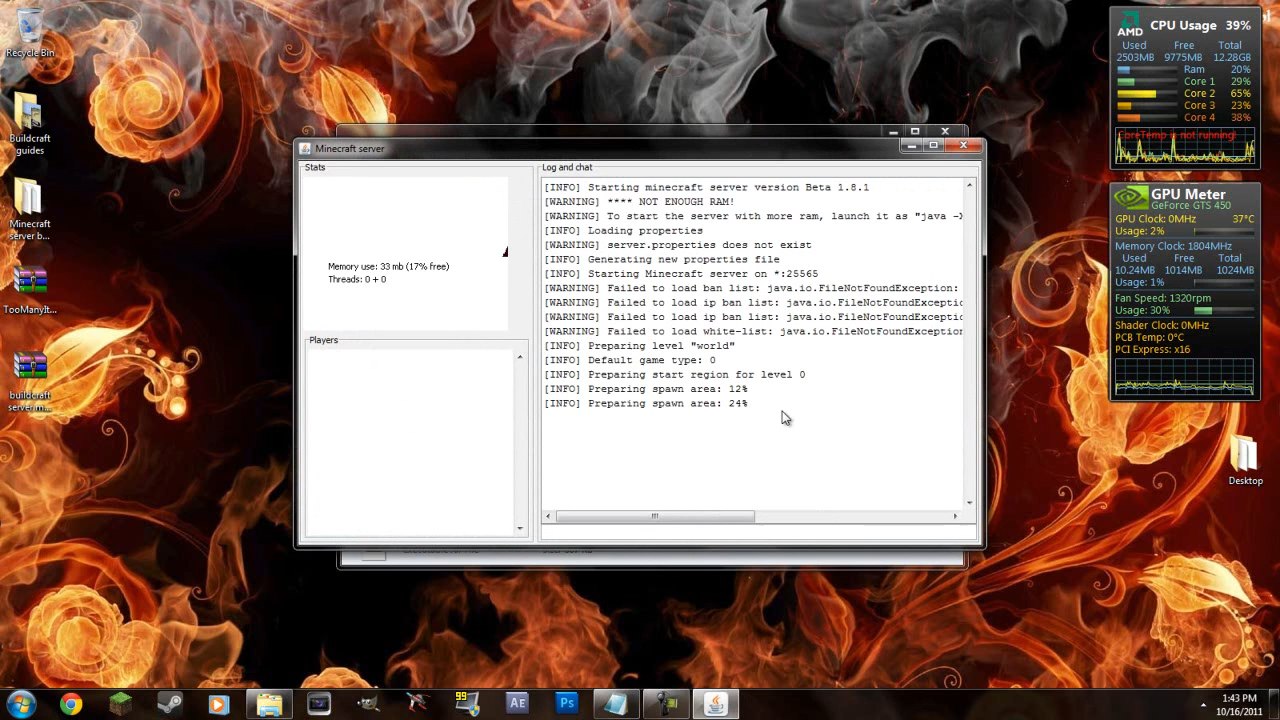 Recycle Bin
Buildcraft
guides
Minecraft
server b...
TooManyIt...
buildcraft
server.m...
Minecraft server
Stats
Memory use: 33 mb (17% free)
Threads: 0 + 0
Players
Log and chat
[INFO] Starting minecraft server version Beta 1.8.1
[WARNING] **** NOT ENOUGH RAM!
[WARNING] To start the server with more ram, launch it as "java -X
[INFO] Loading properties
[WARNING] server.properties does not exist
[INFO] Generating new properties file
[INFO] Starting Minecraft server on *:25565
[WARNING] Failed to load ban list: java.io.FileNotFoundException:
[WARNING] Failed to load ip ban list: java.io.FileNotFoundExceptio
[WARNING] Failed to load ip ban list: java.io.FileNotFoundExceptio
[WARNING] Failed to load white-list: java.io.FileNotFoundException
[INFO] Preparing level "world"
[INFO] Default game type: 0
[INFO] Preparing start region for level 0
[INFO] Preparing spawn area: 12%
[INFO] Preparing spawn area: 24%
AMD
CPU Usage 39%
Used Free Total
2503MB 9775MB 12.28GB
Ram 20%
Core 1 29%
Core 2 65%
Core 3 23%
Core 4 38%
CoreTemp is not running!
GPU Meter
GeForce GTS 450
GPU Clock: 0MHz 37°C
Usage: 2%
Memory Clock: 1804MHz
Used Free Total
10.24MB 1014MB 1024MB
Usage: 1%
Fan Speed: 1320rpm
Usage: 30%
Shader Clock: 0MHz
PCB Temp: 0°C
PCI Express: x16
Desktop
99
AE
Ps
1:43 PM
10/16/2011